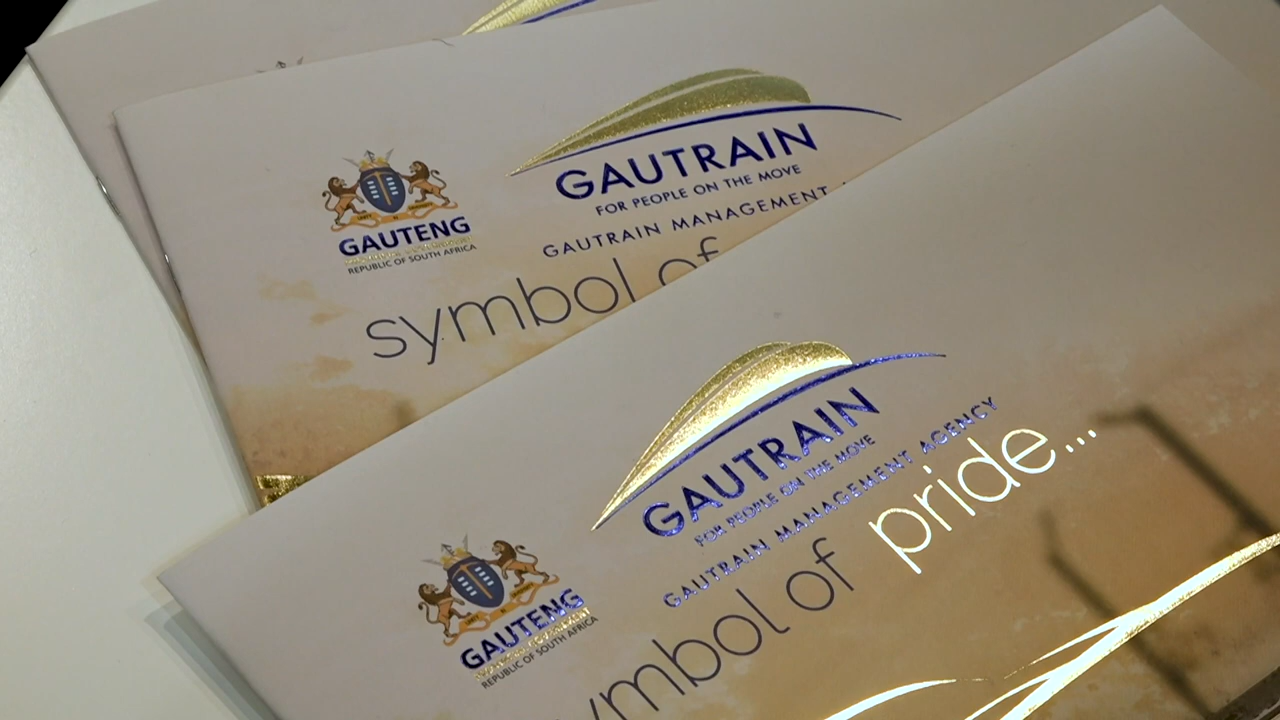 GAUTRAIN
FOR PEOPLE ON THE MOVE
GAUTRAIN MANAGEMENT
GAUTENG
REPUBLIC OF SOUTH AFRICA
symbol of
GAUTRAIN
FOR PEOPLE ON THE MOVE
GAUTRAIN MANAGEMENT AGENCY
GAUTENG
REPUBLIC OF SOUTH AFRICA
ymbol of pride...